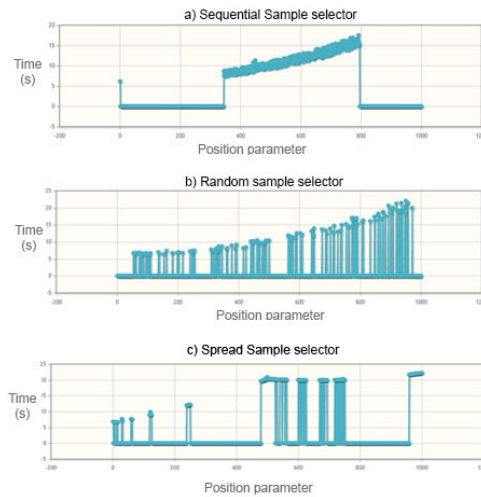 a) Sequential Sample selector
20
15
10
5
0
-5
Time
(s)
-200 0 200 400 600 800 1000
Position parameter
b) Random sample selector
25
20
15
10
5
0
-5
Time
(s)
-200 0 200 400 600 800 1000
Position parameter
c) Spread Sample selector
25
20
15
10
5
0
-5
Time
(s)
-200 0 200 400 600 800 1000
Position parameter